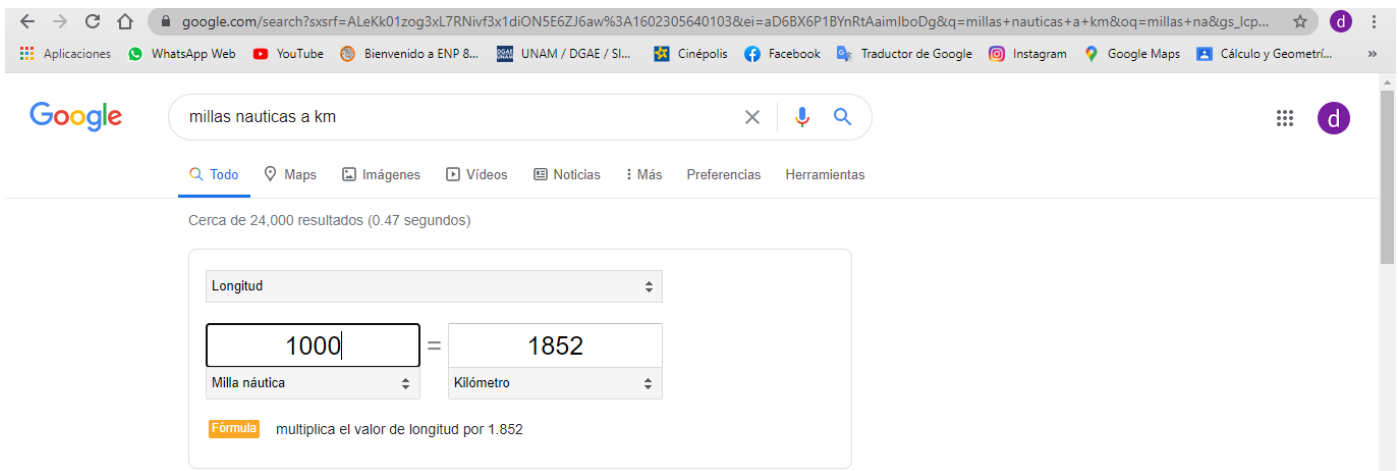 google.com/search?sxsrf=ALeKk01zog3xL7RNivf3x1diON5E6ZJ6aw%3A1602305640103&ei=aD6BX6P1BYnRtAaimIboDg&q=millas+nauticas+a+km&oq=millas+na&gs_lcp... d
Aplicaciones WhatsApp Web YouTube Bienvenido a ENP 8... UNAM / DGAE / SI... Cinépolis Facebook Traductor de Google Instagram Google Maps Cálculo y Geometrí... »
Google millas nauticas a km d
Todo Maps Imágenes Vídeos Noticias Más Preferencias Herramientas
Cerca de 24,000 resultados (0.47 segundos)
Longitud
1000 = 1852
Milla náutica Kilómetro
Fórmula multiplica el valor de longitud por 1.852